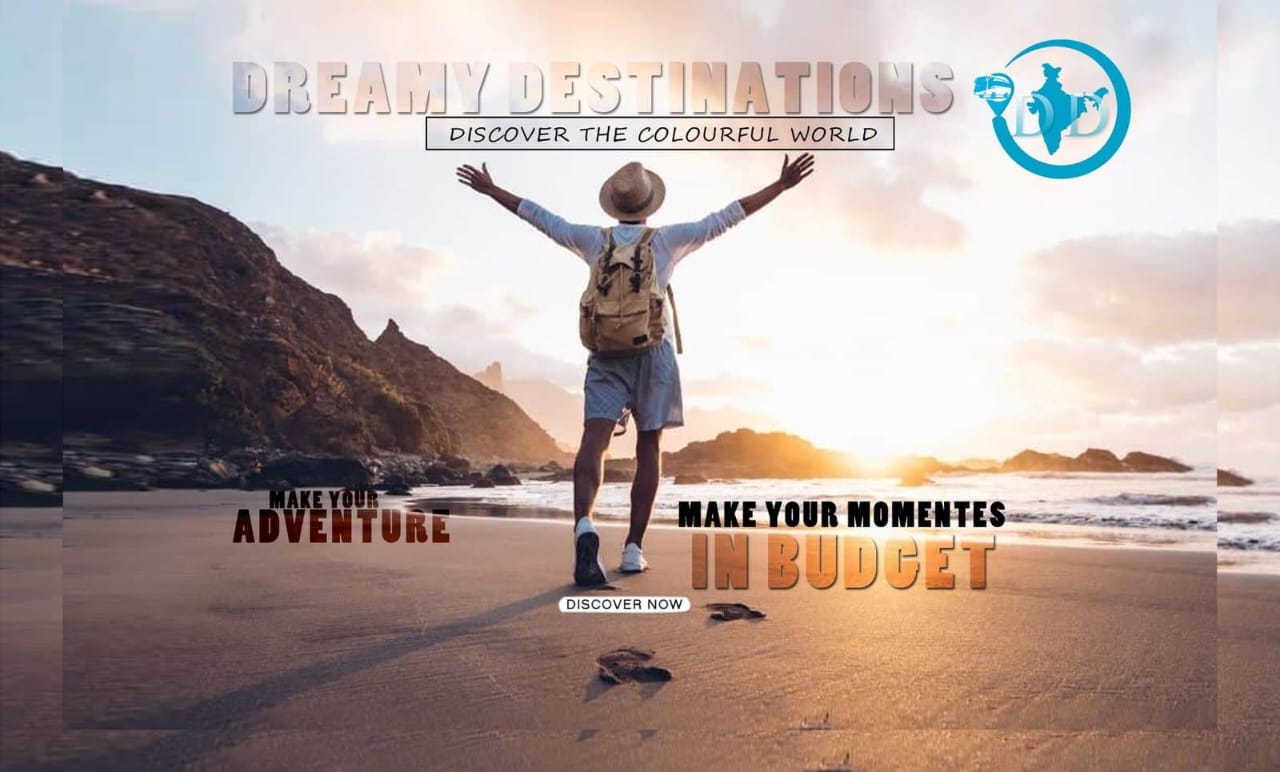 DREAMY DESTINATIONS
DISCOVER THE COLOURFUL WORLD
DD
MAKE YOUR
ADVENTURE
MAKE YOUR MOMENTES
IN BUDGET
DISCOVER NOW